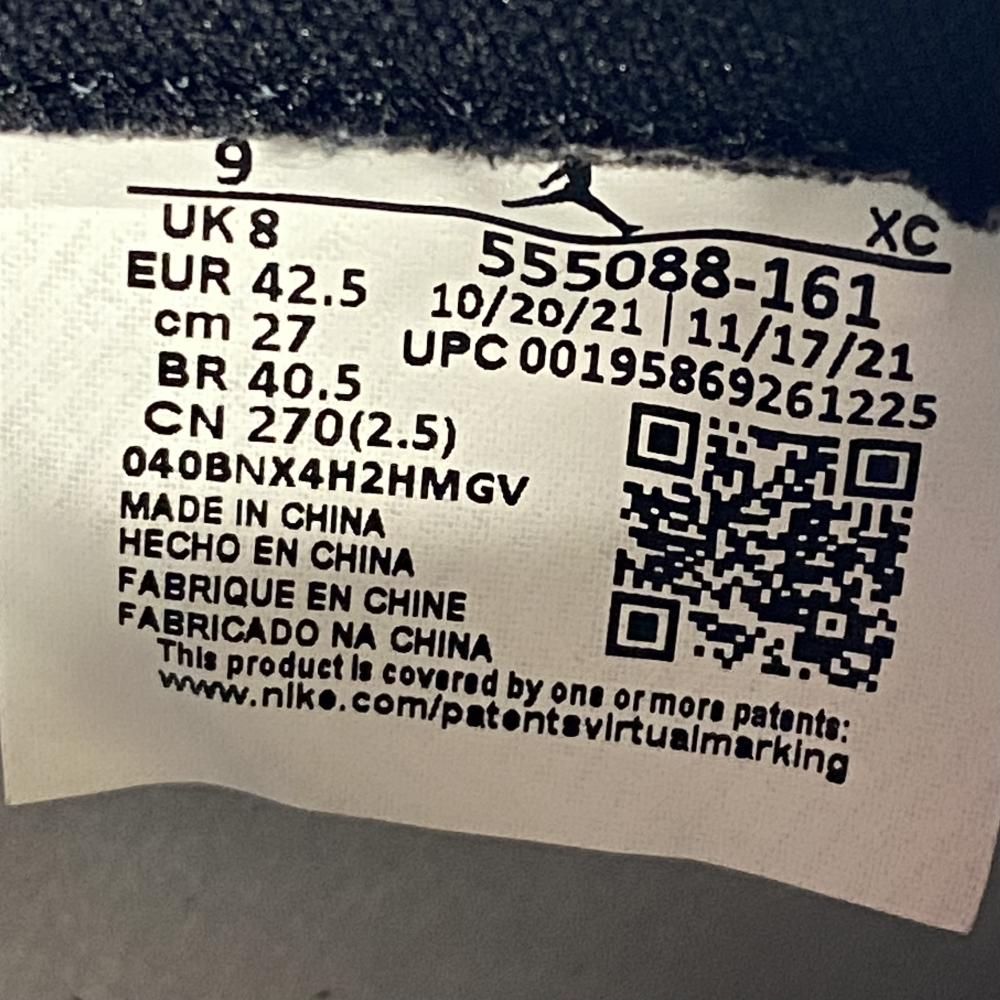 9
XC
UK 8
555088-161
EUR 42.5
10/20/21 | 11/17/21
cm 27
UPC 00195869261225
BR 40.5
CN 270(2.5)
040BNX4H2HMGV
MADE IN CHINA
HECHO EN CHINA
FABRIQUE EN CHINE
FABRICADO NA CHINA
This product is covered by one or more patents:
www.nike.com/patentsvirtualmarking